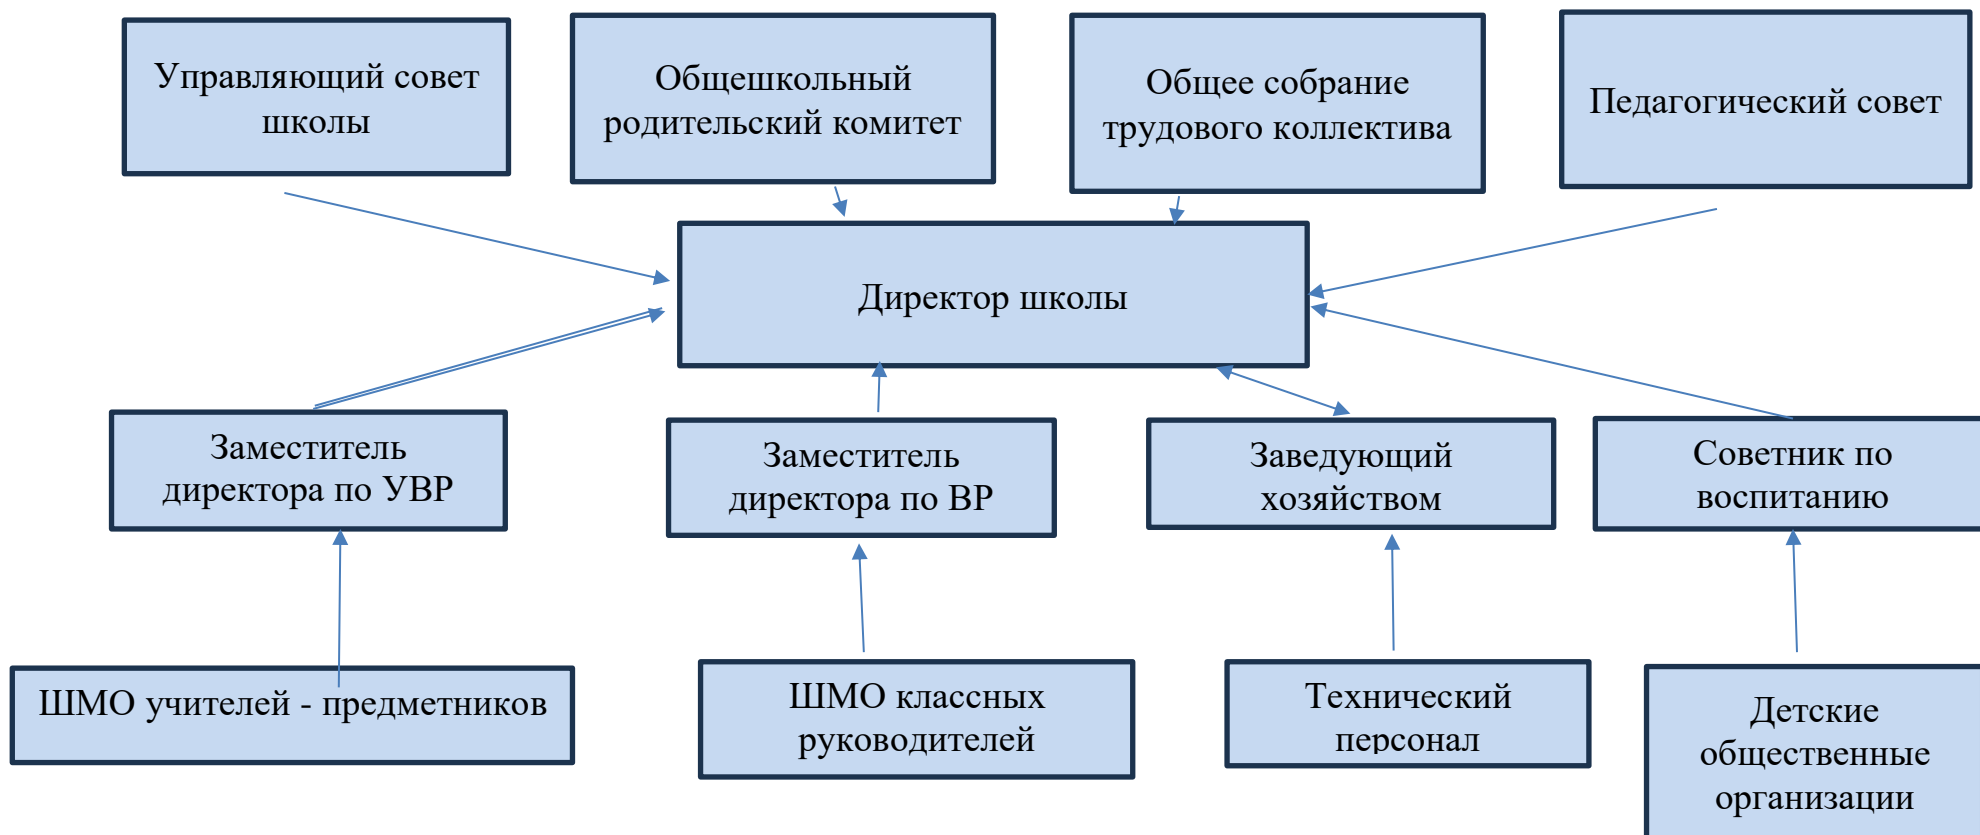 Управляющий совет
школы
Общешкольный
родительский комитет
Общее собрание
трудового коллектива
Педагогический совет
Директор школы
Заместитель
директора по УВР
Заместитель
директора по ВР
Заведующий
хозяйством
Советник по
воспитанию
ШМО учителей - предметников
ШМО классных
руководителей
Технический
персонал
Детские
общественные
организации